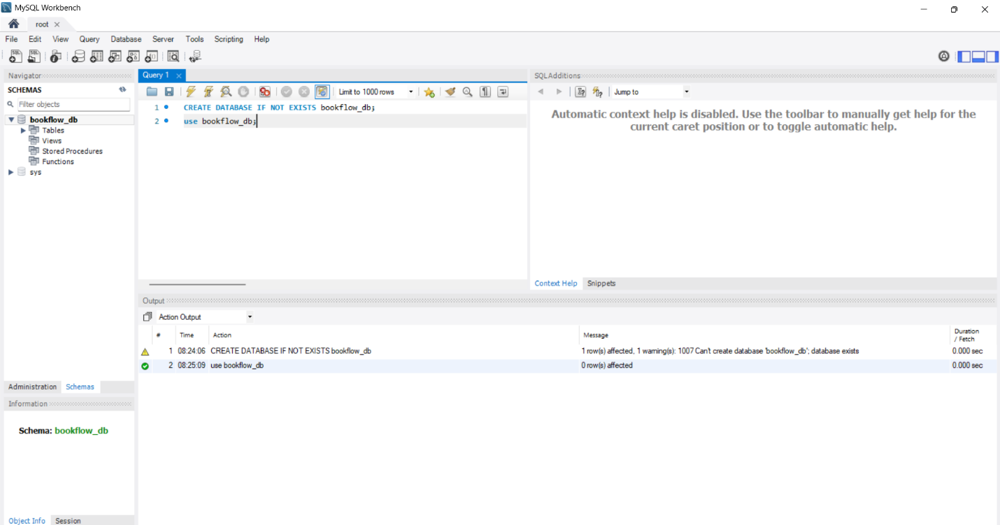 MySQL Workbench
root
File Edit View Query Database Server Tools Scripting Help
Navigator
SCHEMAS
Filter objects
bookflow_db
Tables
Views
Stored Procedures
Functions
sys
Administration Schemas
Information
Schema: bookflow_db
Object Info Session
Query 1
Limit to 1000 rows
1 CREATE DATABASE IF NOT EXISTS bookflow_db;
2 use bookflow_db;
SQLAdditions
Jump to
Automatic context help is disabled. Use the toolbar to manually get help for the
current caret position or to toggle automatic help.
Context Help Snippets
Output
Action Output
# Time Action Message Duration / Fetch
1 08:24:06 CREATE DATABASE IF NOT EXISTS bookflow_db 1 row(s) affected, 1 warning(s): 1007 Can't create database 'bookflow_db'; database exists 0.000 sec
2 08:25:09 use bookflow_db 0 row(s) affected 0.000 sec